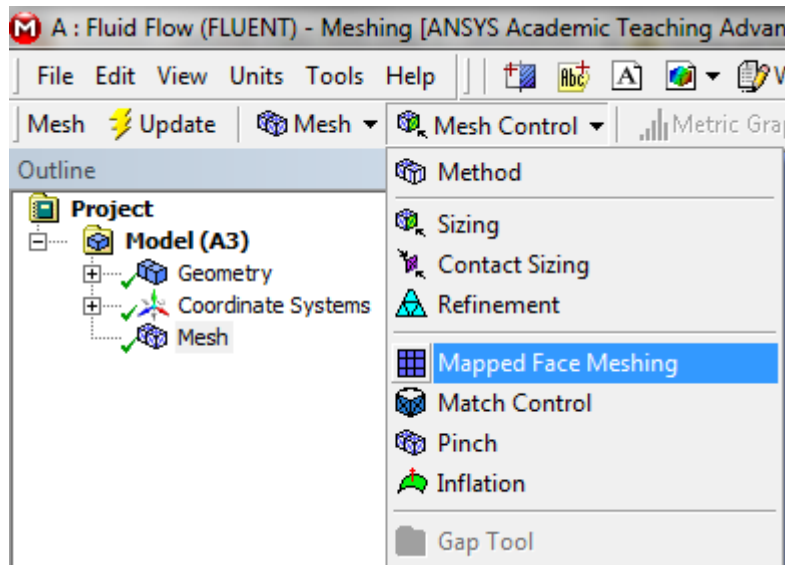 A : Fluid Flow (FLUENT) - Meshing [ANSYS Academic Teaching Advan
File Edit View Units Tools Help Abc A W
Mesh Update Mesh Mesh Control Metric Gra
Outline
Method
Project
Model (A3)
Sizing
Geometry
Contact Sizing
Coordinate Systems
Refinement
Mesh
Mapped Face Meshing
Match Control
Pinch
Inflation
Gap Tool